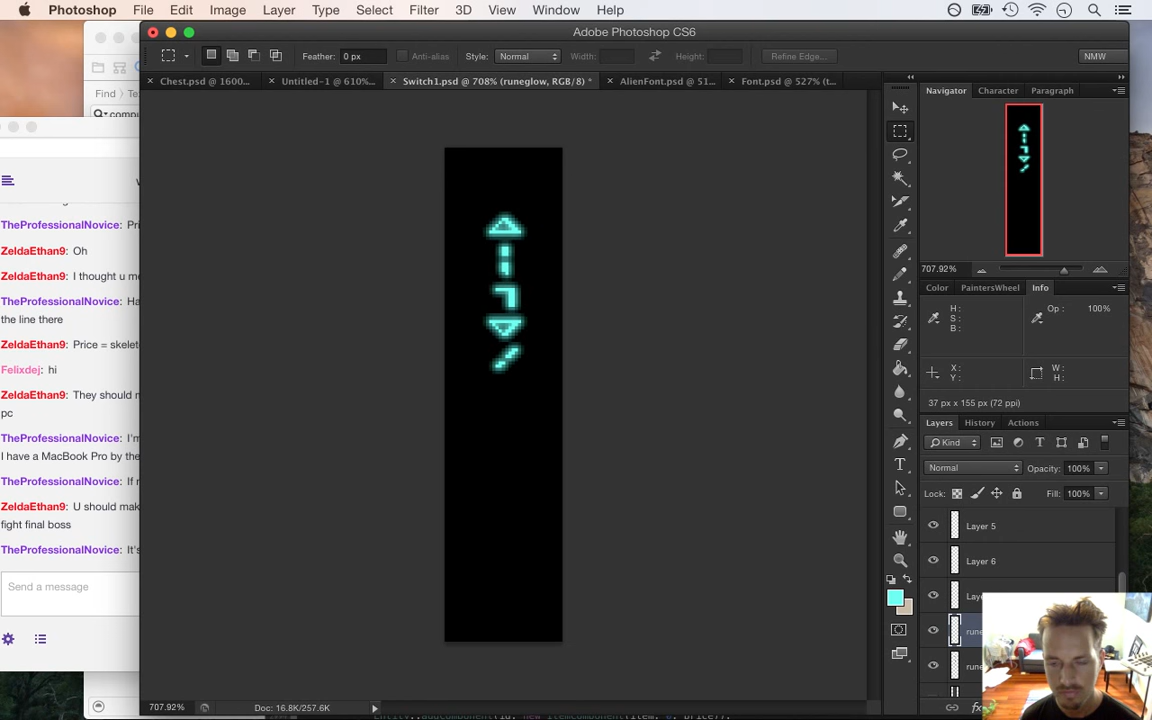 Photoshop File Edit Image Layer Type Select Filter 3D View Window Help
Adobe Photoshop CS6
Feather: 0 px Anti-alias Style: Normal Width: Height: Refine Edge... NMW
Chest.psd @ 1600... Untitled-1 @ 610%... Switch1.psd @ 708% (runeglow, RGB/8) * AlienFont.psd @ 51... Font.psd @ 527% (t...
Find
TheProfessionalNovice:
ZeldaEthan9: Oh
ZeldaEthan9: I thought u
TheProfessionalNovice:
the line there
ZeldaEthan9: Price =
Felixdej: hi
ZeldaEthan9: They should
pc
TheProfessionalNovice: I'm
I have a MacBook Pro by the
TheProfessionalNovice: If
ZeldaEthan9: U should
fight final boss
TheProfessionalNovice: It's
Send a message
Navigator Character Paragraph
707.92%
Color PaintersWheel Info
H: Op: 100%
S:
B:
X: W:
Y: H:
37 px x 155 px (72 ppi)
Layers History Actions
Kind
Normal Opacity: 100%
Lock: Fill: 100%
Layer 5
Layer 6
707.92% Doc: 16.8K/257.6K